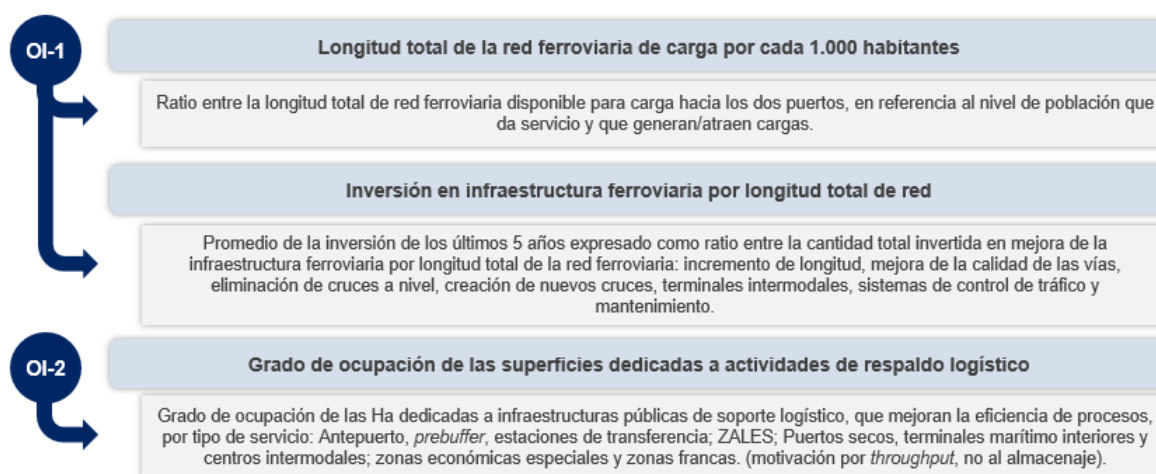 OI-1
Longitud total de la red ferroviaria de carga por cada 1.000 habitantes
Ratio entre la longitud total de red ferroviaria disponible para carga hacia los dos puertos, en referencia al nivel de población que
da servicio y que generan/atraen cargas.
Inversión en infraestructura ferroviaria por longitud total de red
Promedio de la inversión de los últimos 5 años expresado como ratio entre la cantidad total invertida en mejora de la
infraestructura ferroviaria por longitud total de la red ferroviaria: incremento de longitud, mejora de la calidad de las vías,
eliminación de cruces a nivel, creación de nuevos cruces, terminales intermodales, sistemas de control de tráfico y
mantenimiento.
OI-2
Grado de ocupación de las superficies dedicadas a actividades de respaldo logístico
Grado de ocupación de las Ha dedicadas a infraestructuras públicas de soporte logístico, que mejoran la eficiencia de procesos,
por tipo de servicio: Antepuerto, prebuffer, estaciones de transferencia; ZALES; Puertos secos, terminales marítimo interiores y
centros intermodales; zonas económicas especiales y zonas francas. (motivación por throughput, no al almacenaje).